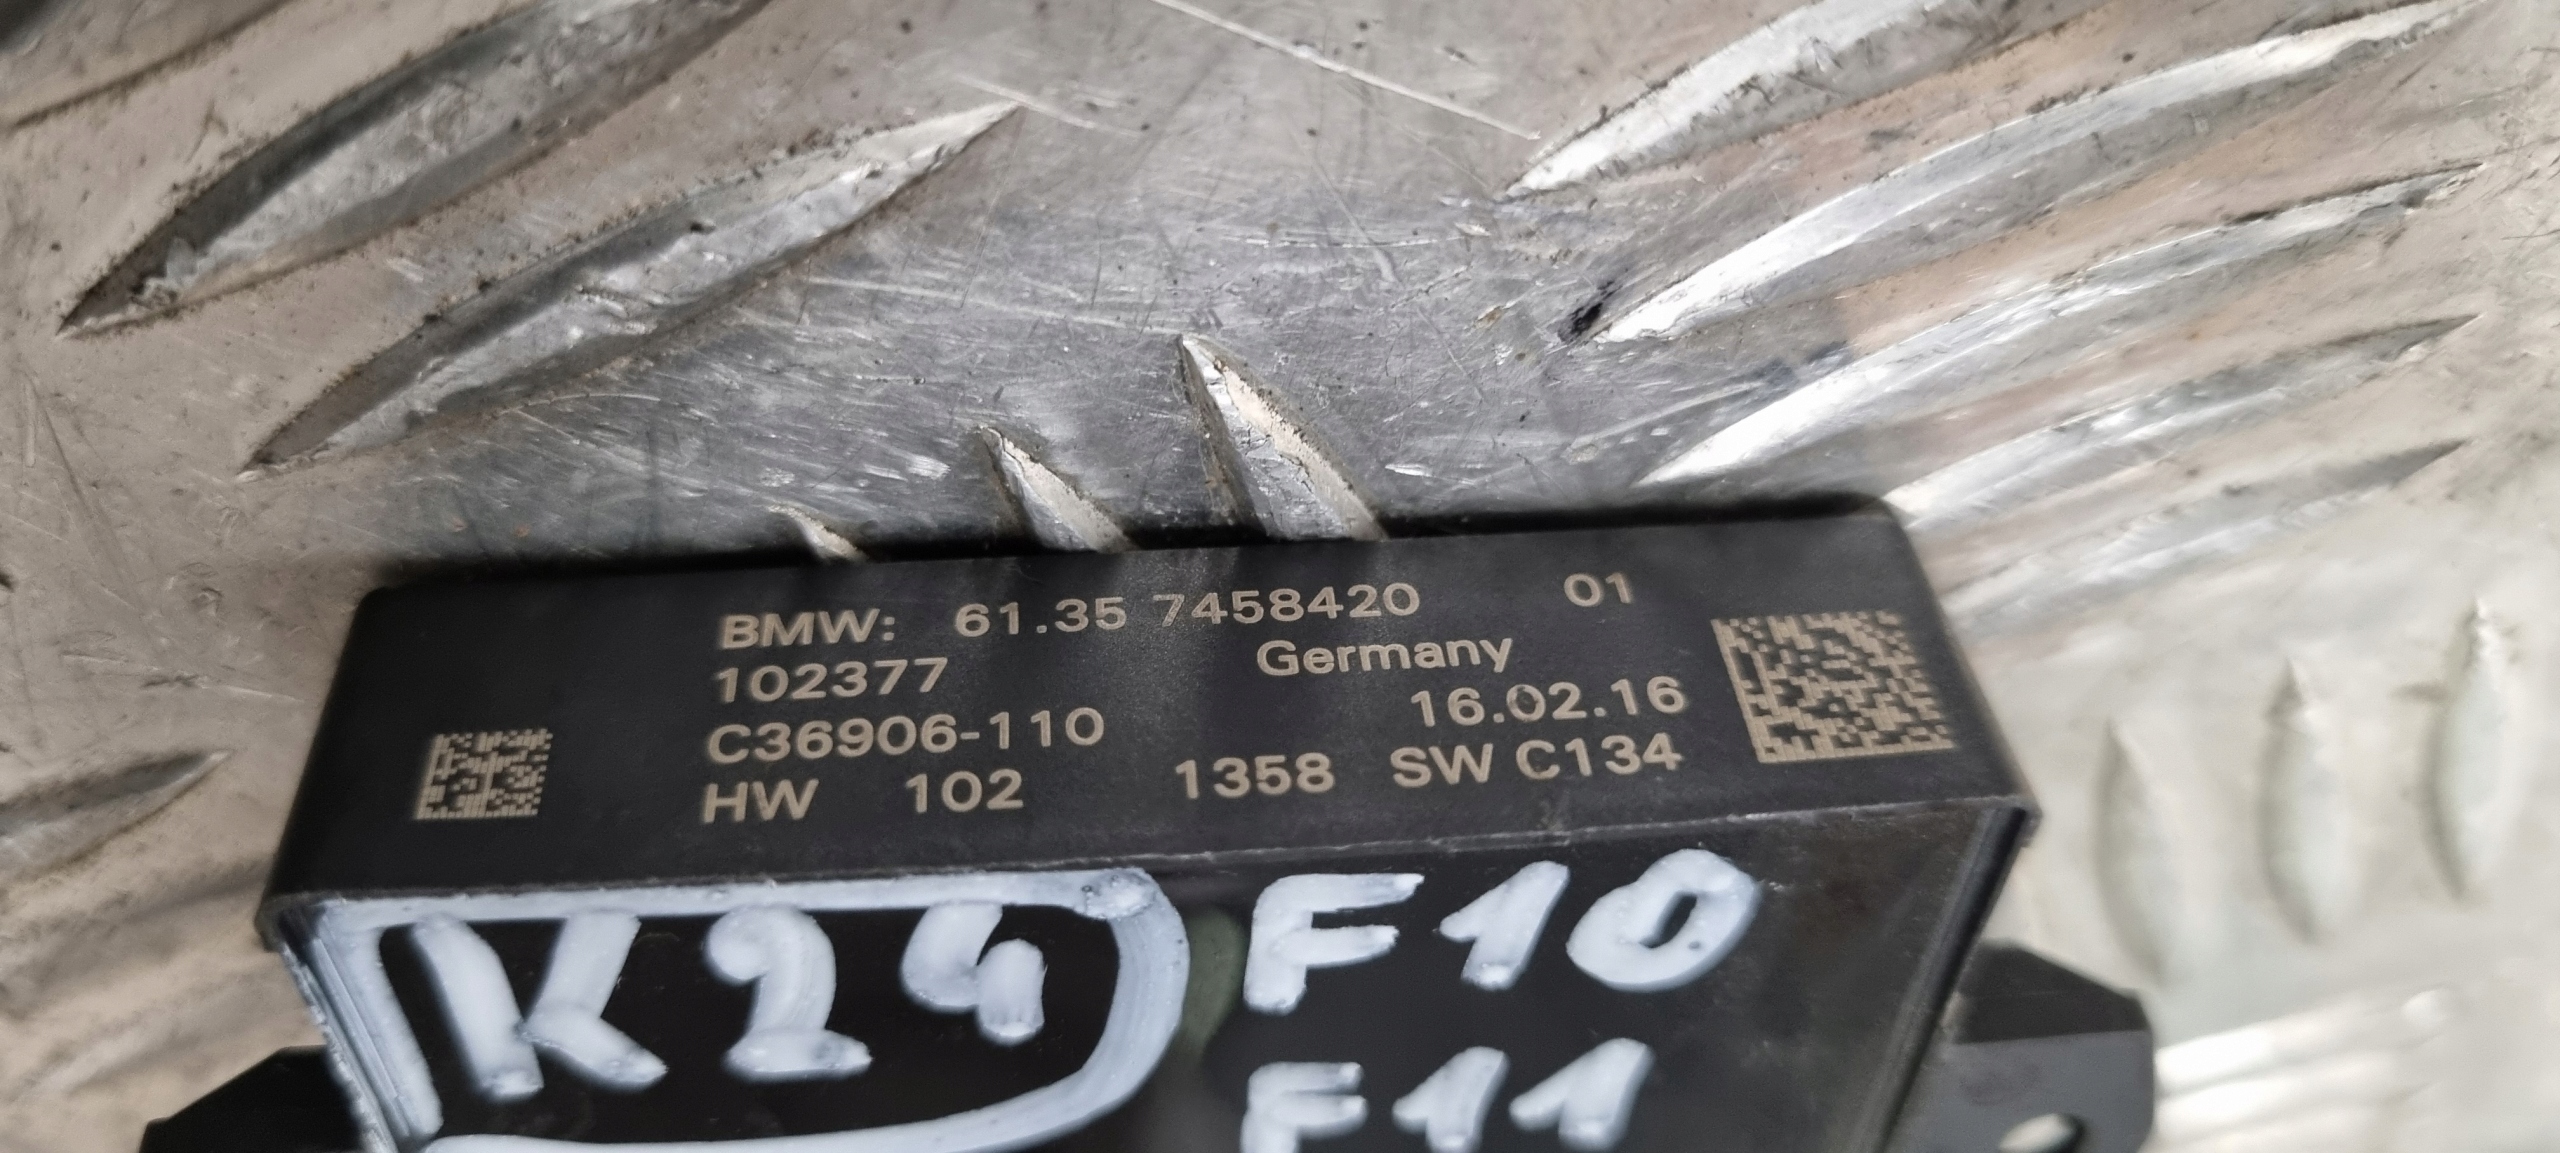 BMW: 61.35 7458420 01
102377 Germany
C36906-110 16.02.16
HW 102 1358 SW C134
K24 F10
F11